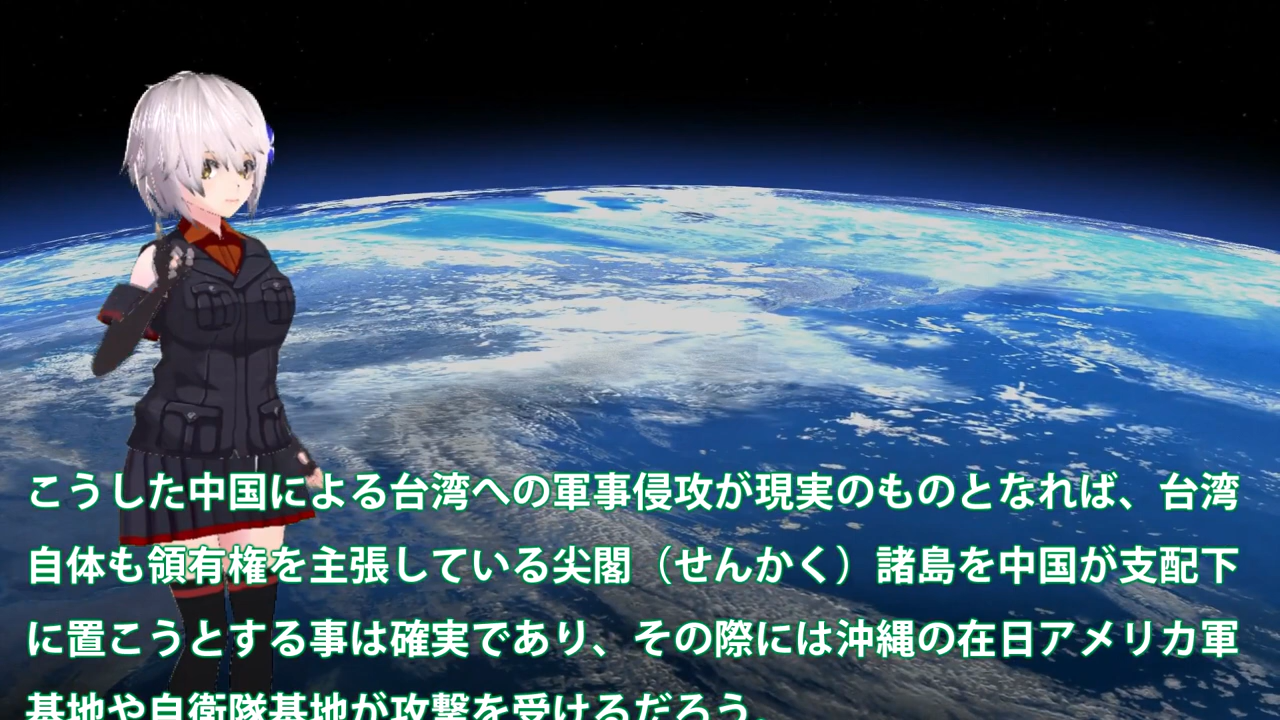 こうした中国による台湾への軍事侵攻が現実のものとなれば、台湾
自体も領有権を主張している尖閣（せんかく）諸島を中国が支配下
に置こうとする事は確実であり、その際には沖縄の在日アメリカ軍
基地や自衛隊基地が攻撃を受けるだろう。